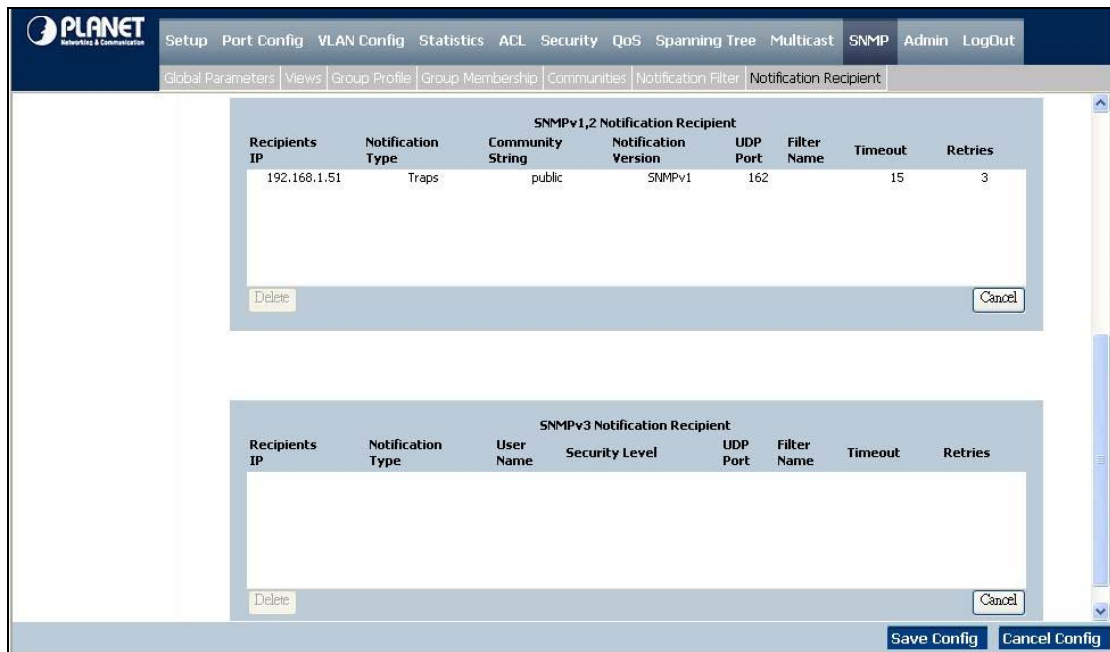 PLANET
Networking & Communication
Setup Port Config VLAN Config Statistics ACL Security QoS Spanning Tree Multicast SNMP Admin LogOut
Global Parameters Views Group Profile Group Membership Communities Notification Filter Notification Recipient
SNMPv1,2 Notification Recipient
Recipients IP Notification Type Community String Notification Version UDP Port Filter Name Timeout Retries
192.168.1.51 Traps public SNMPv1 162 15 3
Delete Cancel
SNMPv3 Notification Recipient
Recipients IP Notification Type User Name Security Level UDP Port Filter Name Timeout Retries
Delete Cancel
Save Config Cancel Config